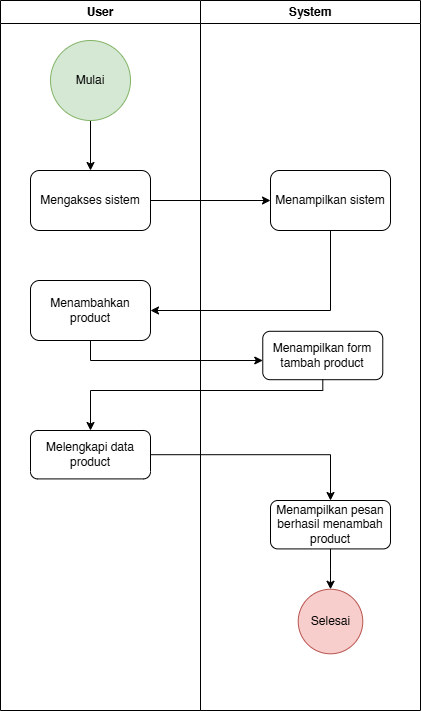 User
System
Mulai
Mengakses sistem
Menampilkan sistem
Menambahkan
product
Menampilkan form
tambah product
Melengkapi data
product
Menampilkan pesan
berhasil menambah
product
Selesai